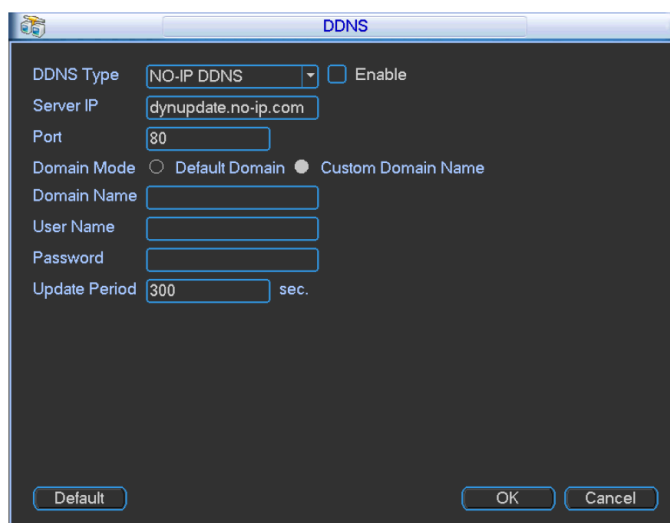 DDNS
DDNS Type NO-IP DDNS Enable
Server IP dynupdate.no-ip.com
Port 80
Domain Mode Default Domain Custom Domain Name
Domain Name
User Name
Password
Update Period 300 sec.
Default OK Cancel